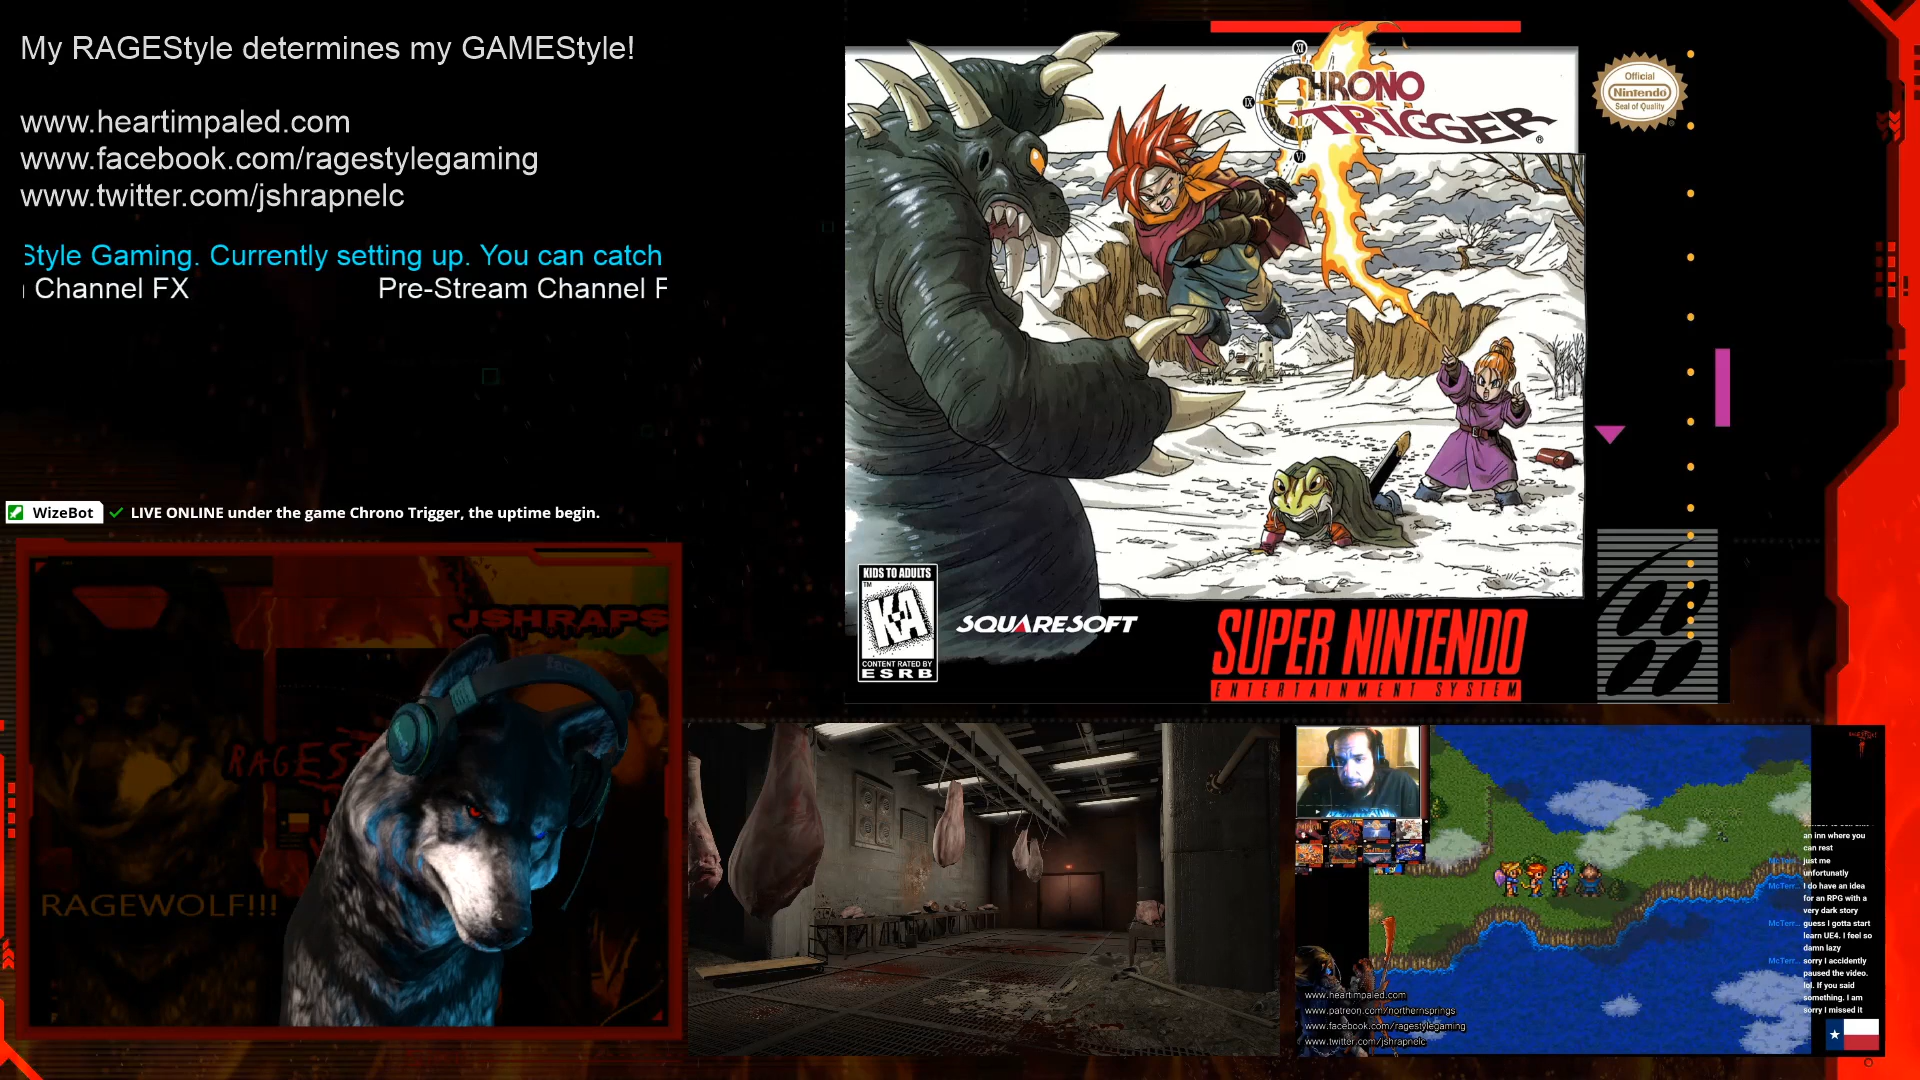 My RAGEStyle determines my GAMEStyle!
www.heartimpaled.com
www.facebook.com/ragestylegaming
www.twitter.com/jshrapnelc
Style Gaming. Currently setting up. You can catch
Channel FX
Pre-Stream Channel F
WizeBot
LIVE ONLINE under the game Chrono Trigger, the uptime begin.
JSHRAPS
RAGES
RAGEWOLF!!!
CHRONO
TRIGGER®
Official
Nintendo
Seal of Quality
KIDS TO ADULTS
KA
CONTENT RATED BY
ESRB
SQUARESOFT
SUPER NINTENDO
ENTERTAINMENT SYSTEM
an inn where you
can rest
just me
unfortunatly
I do have an idea
for an RPG with a
very dark story
guess I gotta start
learn UE4. I feel so
damn lazy
sorry I accidently
paused the video.
lol. If you said
something. I am
sorry I missed it
www.heartimpaled.com
www.patreon.com/northernsprings
www.facebook.com/ragestylegaming
www.twitter.com/jshrapnelc